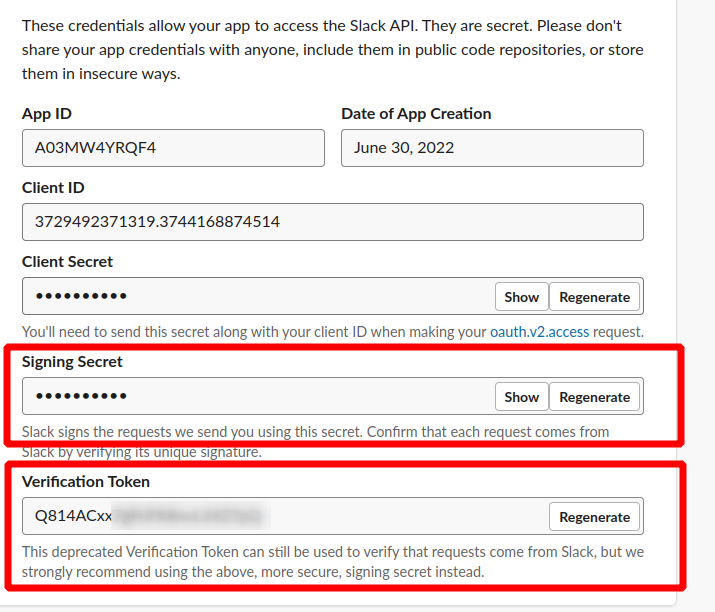 These credentials allow your app to access the Slack API. They are secret. Please don't
share your app credentials with anyone, include them in public code repositories, or store
them in insecure ways.
App ID Date of App Creation
A03MW4YRQF4 June 30, 2022
Client ID
3729492371319.3744168874514
Client Secret
•••••••••• Show Regenerate
You'll need to send this secret along with your client ID when making your oauth.v2.access request.
Signing Secret
•••••••••• Show Regenerate
Slack signs the requests we send you using this secret. Confirm that each request comes from
Slack by verifying its unique signature.
Verification Token
Q814ACxx Regenerate
This deprecated Verification Token can still be used to verify that requests come from Slack, but we
strongly recommend using the above, more secure, signing secret instead.